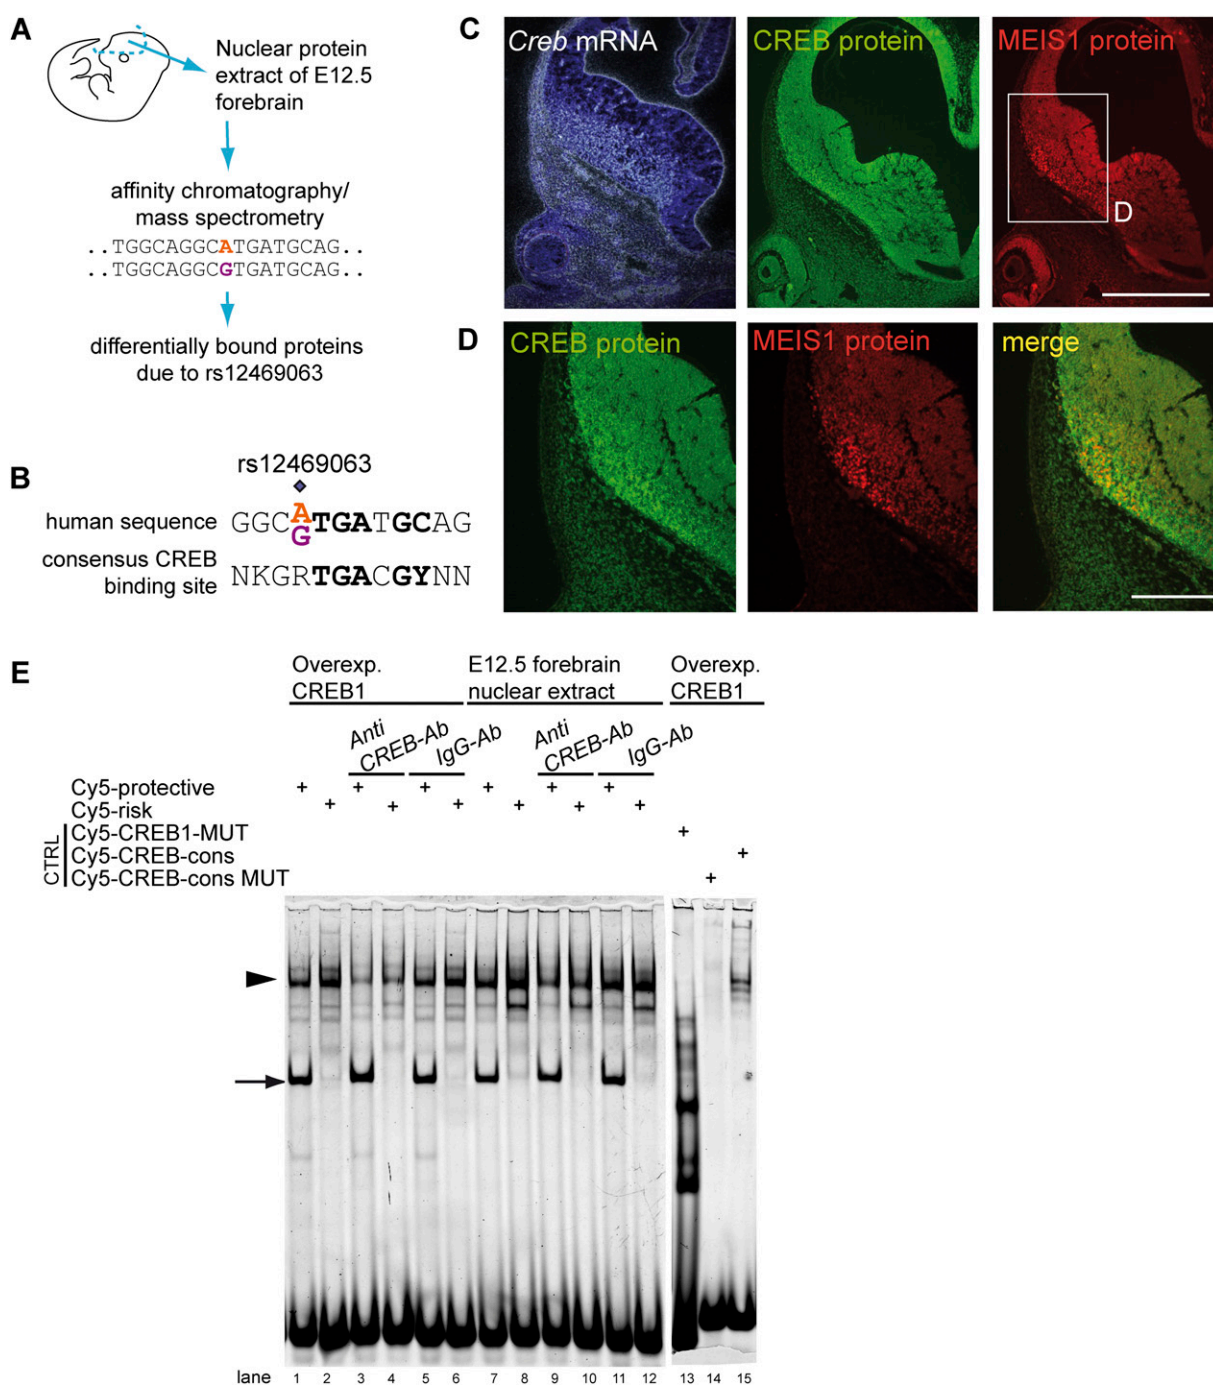 A
Nuclear protein
extract of E12.5
forebrain
affinity chromatography/
mass spectrometry
..TGGCAGGCATGATGCAG..
..TGGCAGGCGTGATGCAG..
differentially bound proteins
due to rs12469063
B
rs12469063
human sequence GGCATGATGCAG
G
consensus CREB
binding site
NKGRTGACGYNN
C
Creb mRNA
CREB protein
MEIS1 protein
D
D
CREB protein
MEIS1 protein
merge
E
Overexp.
CREB1
E12.5 forebrain
nuclear extract
Overexp.
CREB1
Anti
CREB-Ab
IgG-Ab
Anti
CREB-Ab
IgG-Ab
Cy5-protective + + + + + +
Cy5-risk + + + + + +
CTRL
Cy5-CREB1-MUT +
Cy5-CREB-cons +
Cy5-CREB-cons MUT +
lane 1 2 3 4 5 6 7 8 9 10 11 12 13 14 15